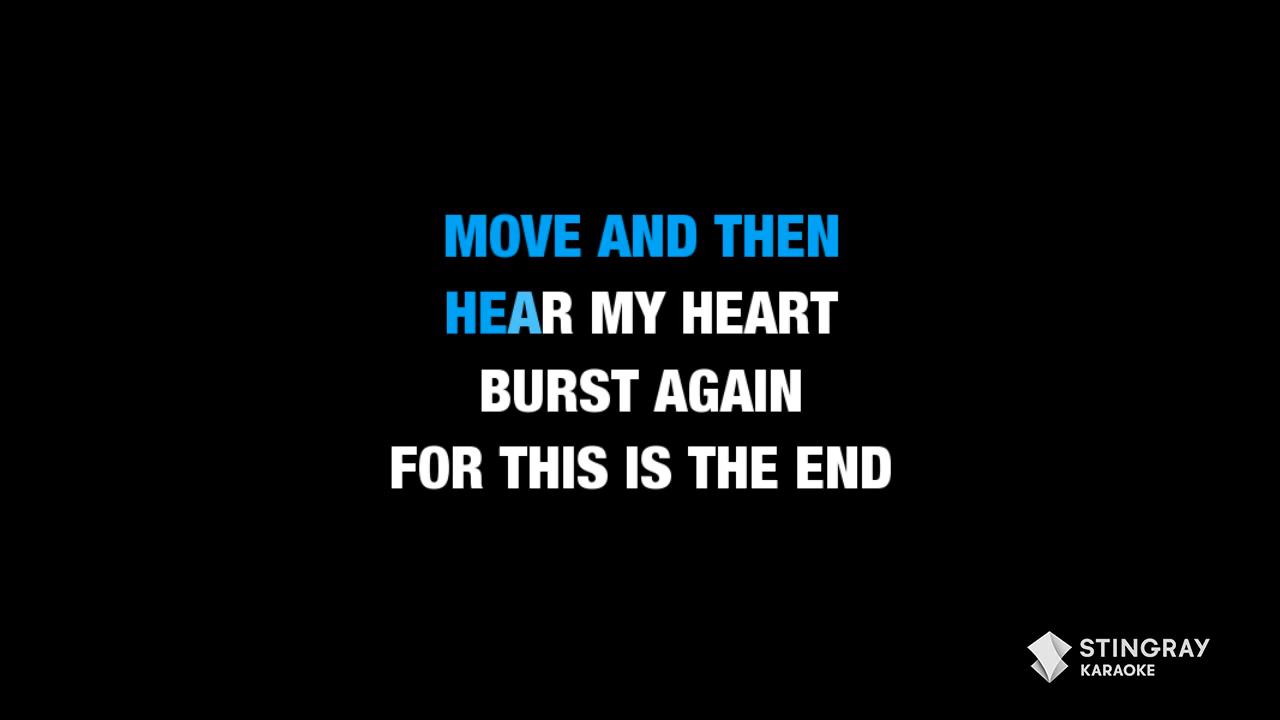 MOVE AND THEN
HEAR MY HEART
BURST AGAIN
FOR THIS IS THE END
STINGRAY
KARAOKE